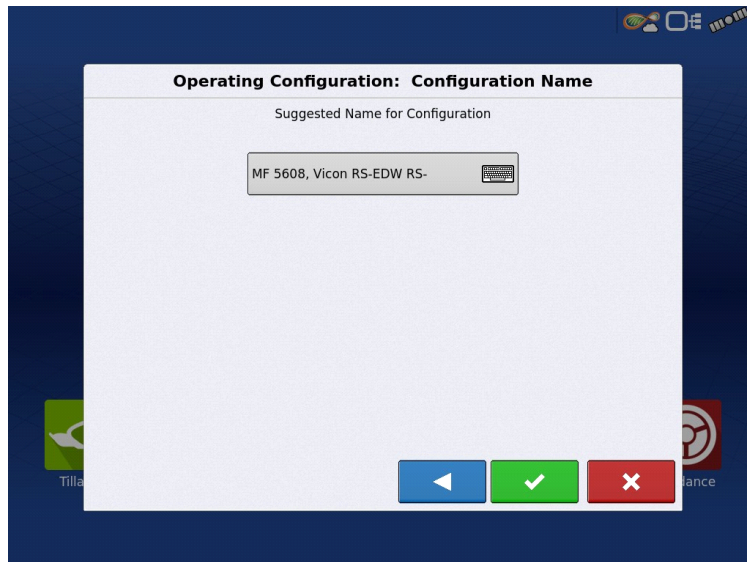 Operating Configuration: Configuration Name
Suggested Name for Configuration
MF 5608, Vicon RS-EDW RS-
Tilla
dance